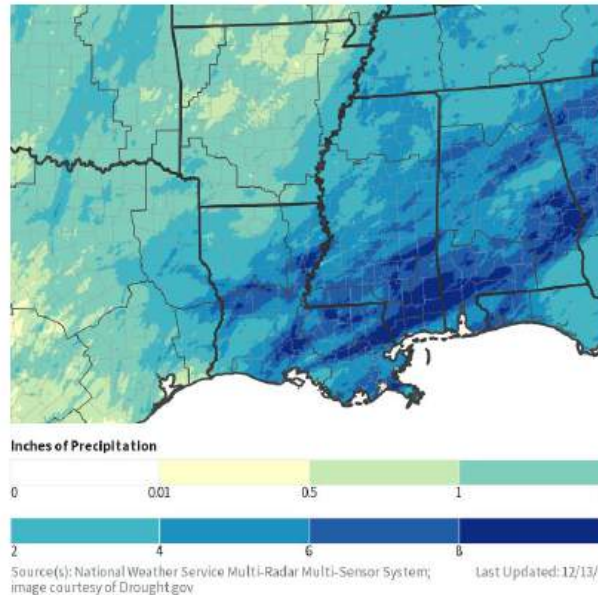 Inches of Precipitation
0 0.01 0.5 1
2 4 6 8
Source(s): National Weather Service Multi-Radar Multi-Sensor System; Last Updated: 12/13/
image courtesy of Drought.gov